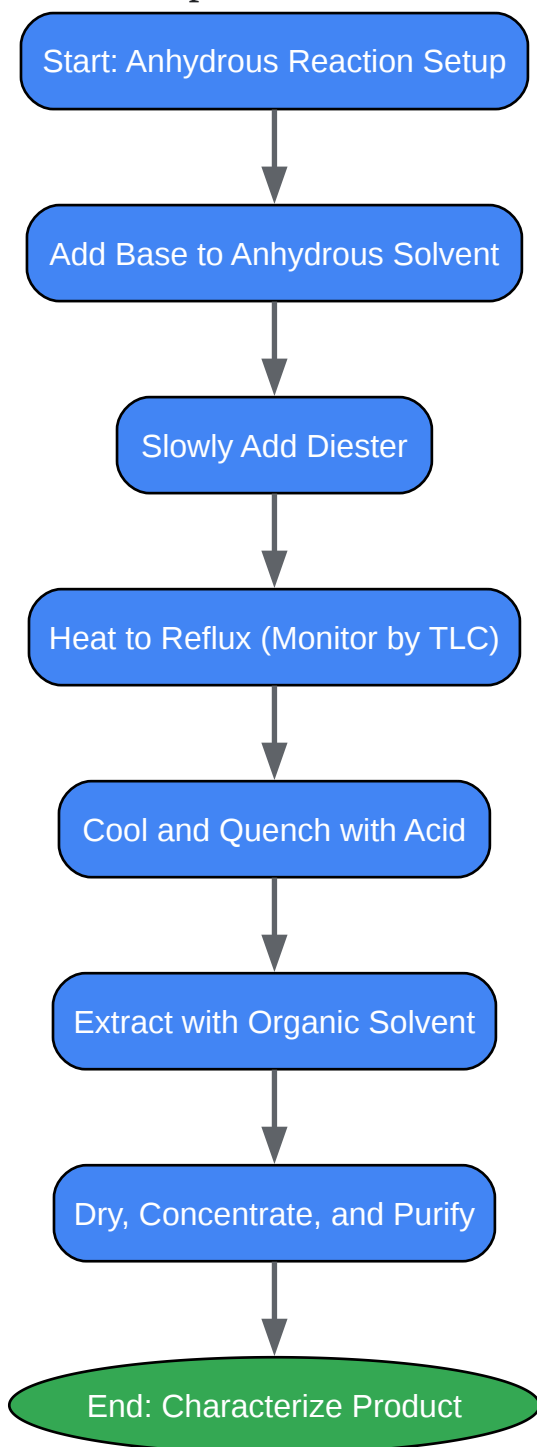 Start: Anhydrous Reaction Setup
Add Base to Anhydrous Solvent
Slowly Add Diester
Heat to Reflux (Monitor by TLC)
Cool and Quench with Acid
Extract with Organic Solvent
Dry, Concentrate, and Purify
End: Characterize Product